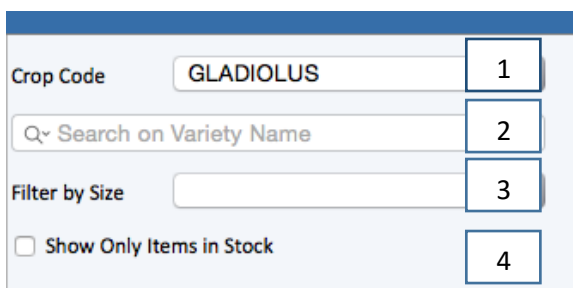 Crop Code GLADIOLUS 1
Search on Variety Name 2
Filter by Size 3
Show Only Items in Stock 4